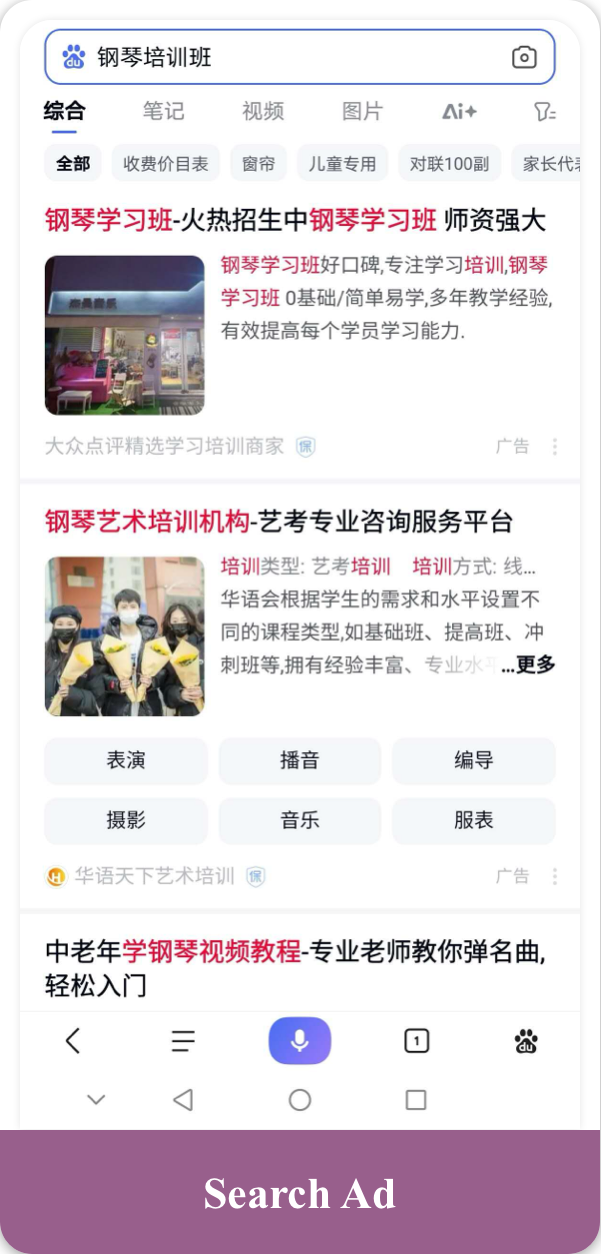 du 钢琴培训班
综合 笔记 视频 图片 Ai+
全部 收费价目表 窗帘 儿童专用 对联100副 家长代表
钢琴学习班-火热招生中钢琴学习班 师资强大
钢琴学习班好口碑,专注学习培训,钢琴
学习班 0基础/简单易学,多年教学经验,
有效提高每个学员学习能力.
大众点评精选学习培训商家 保 广告
钢琴艺术培训机构-艺考专业咨询服务平台
培训类型: 艺考培训 培训方式: 线...
华语会根据学生的需求和水平设置不
同的课程类型,如基础班、提高班、冲
刺班等,拥有经验丰富、专业水平...更多
表演 播音 编导
摄影 音乐 服表
H 华语天下艺术培训 保 广告
中老年学钢琴视频教程-专业老师教你弹名曲,
轻松入门
1 du
Search Ad